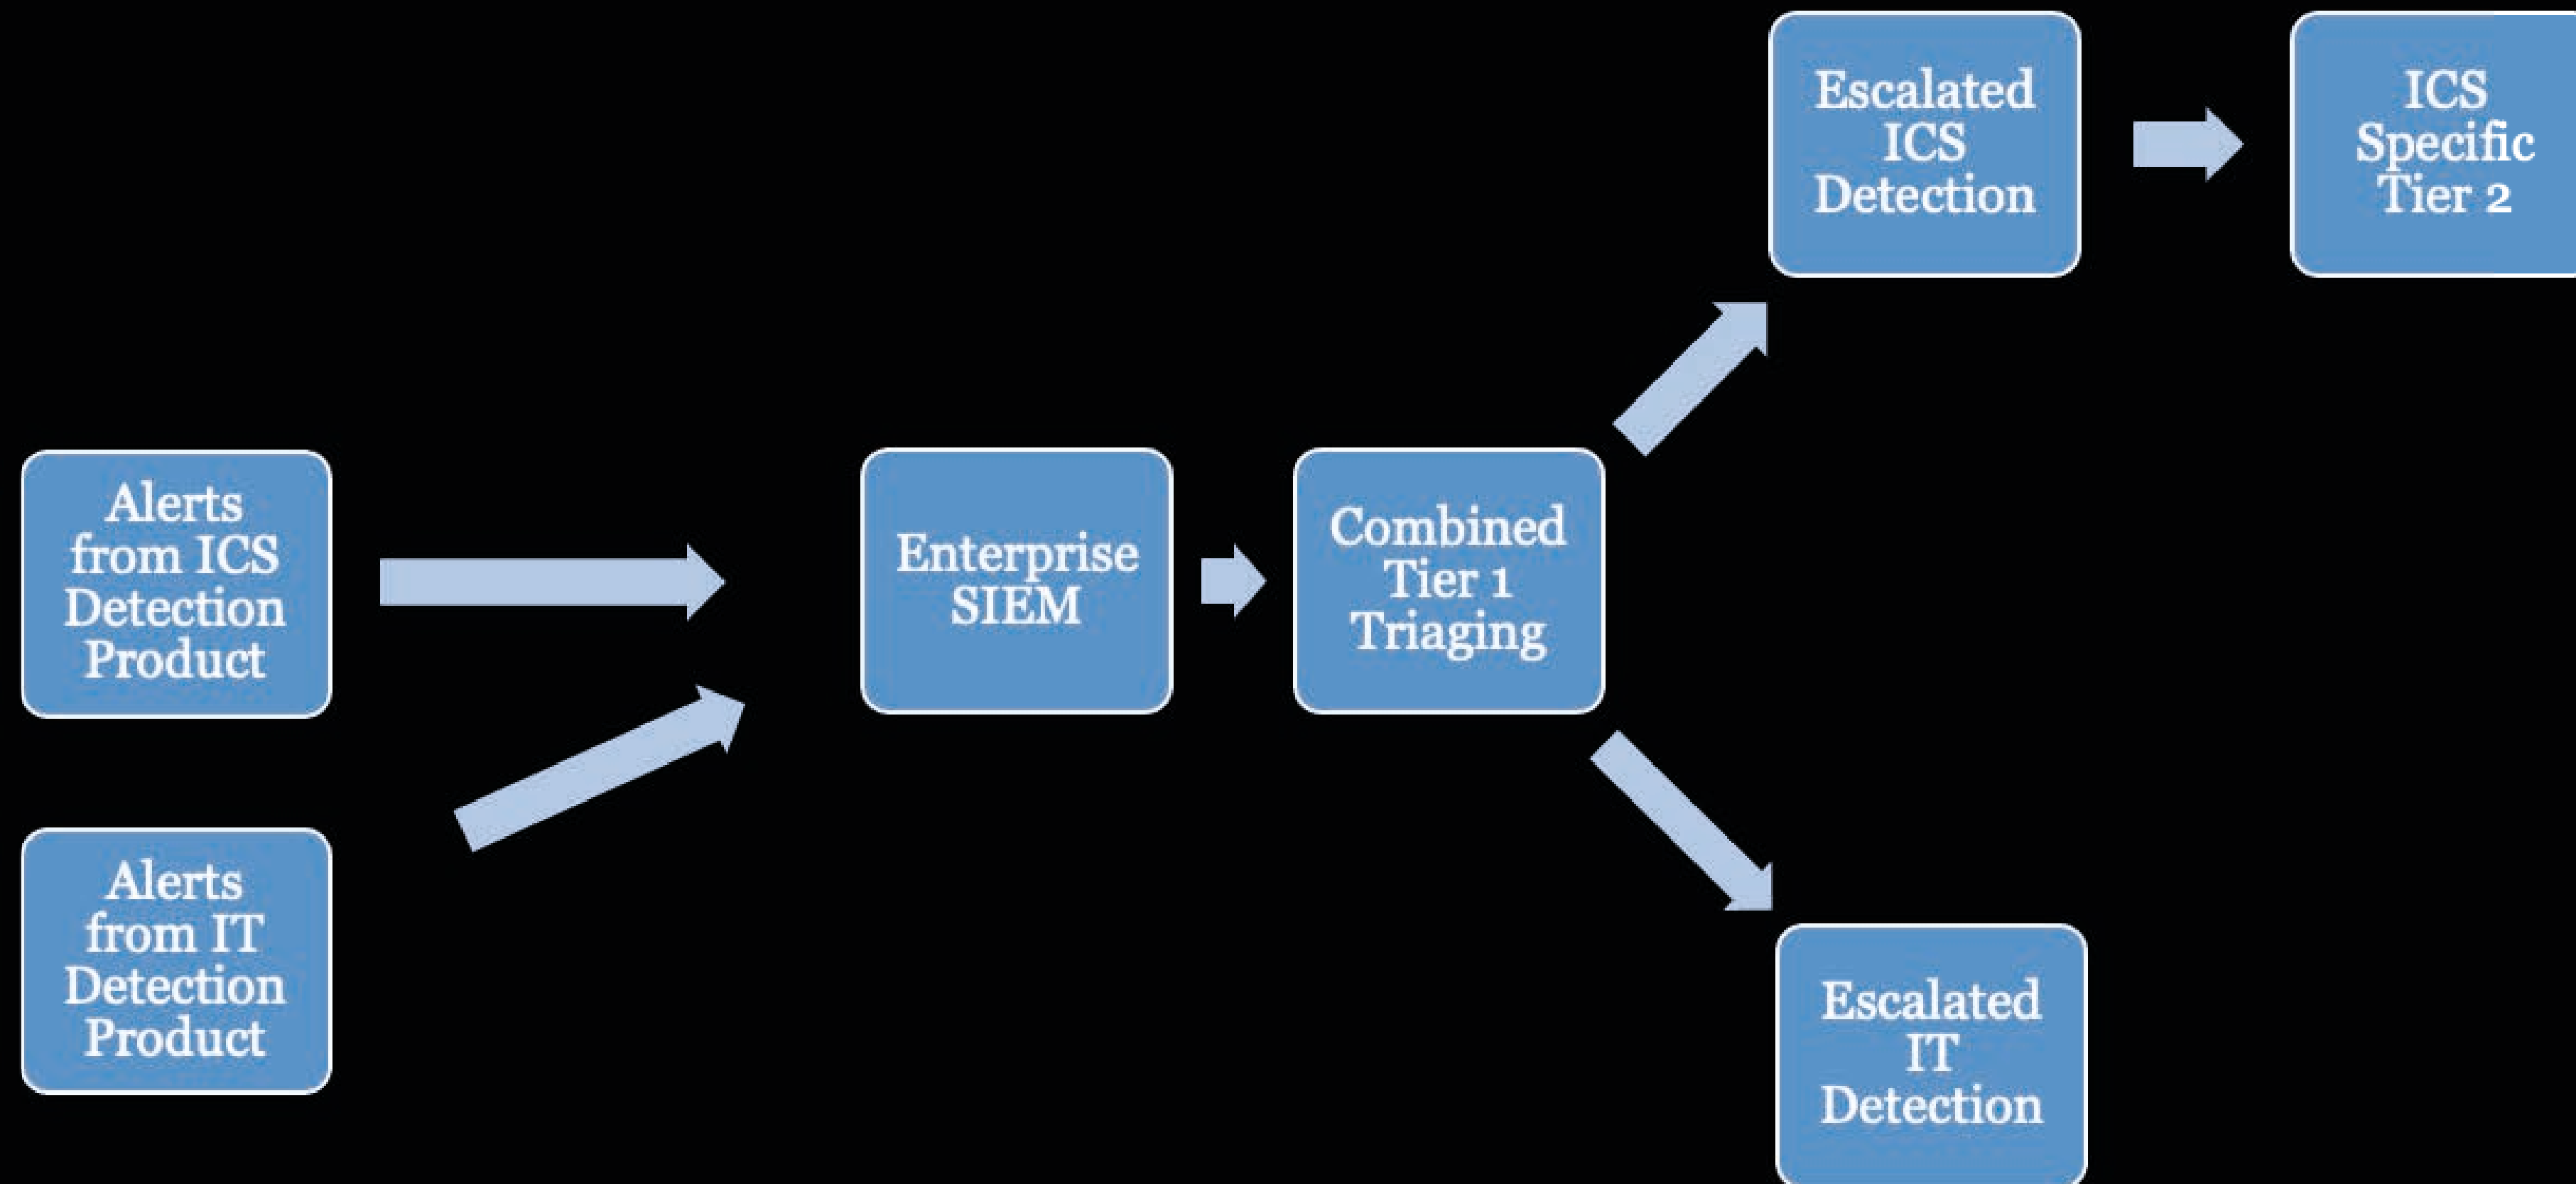 Alerts
from ICS
Detection
Product
Alerts
from IT
Detection
Product
Enterprise
SIEM
Combined
Tier 1
Triaging
Escalated
ICS
Detection
ICS
Specific
Tier 2
Escalated
IT
Detection